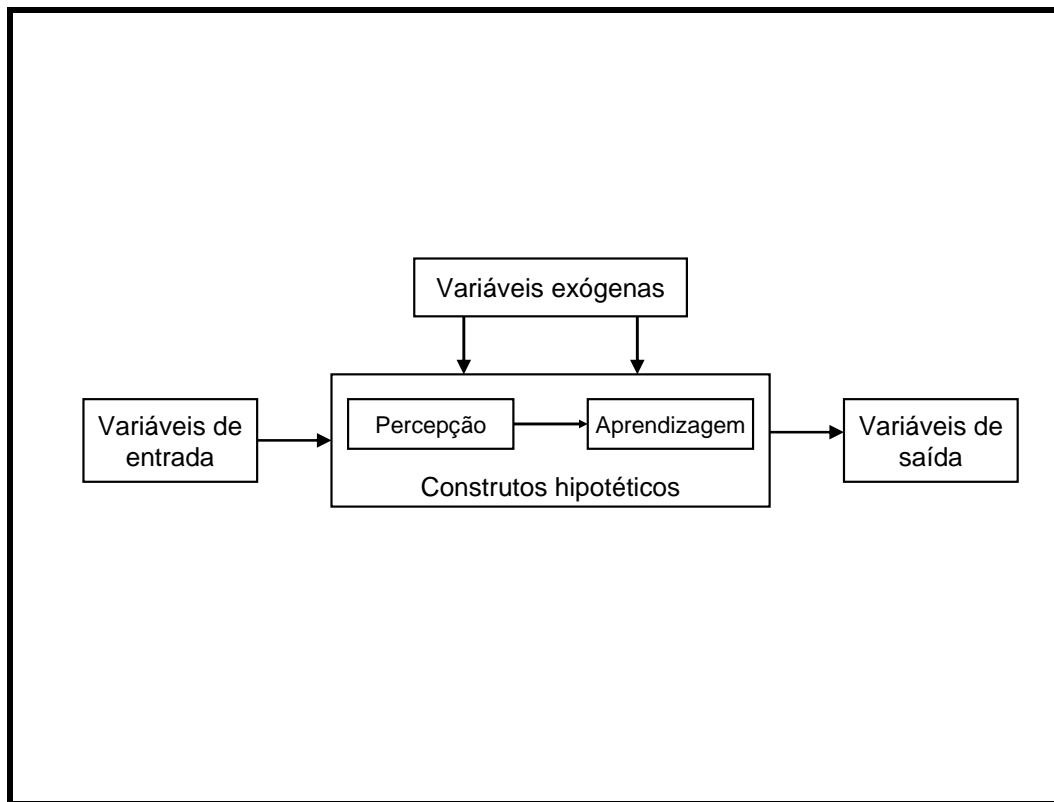 Variáveis exógenas
Variáveis de
entrada
Percepção
Aprendizagem
Construtos hipotéticos
Variáveis de
saída